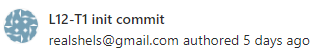 L12-T1 init commit
realshels@gmail.com authored 5 days ago